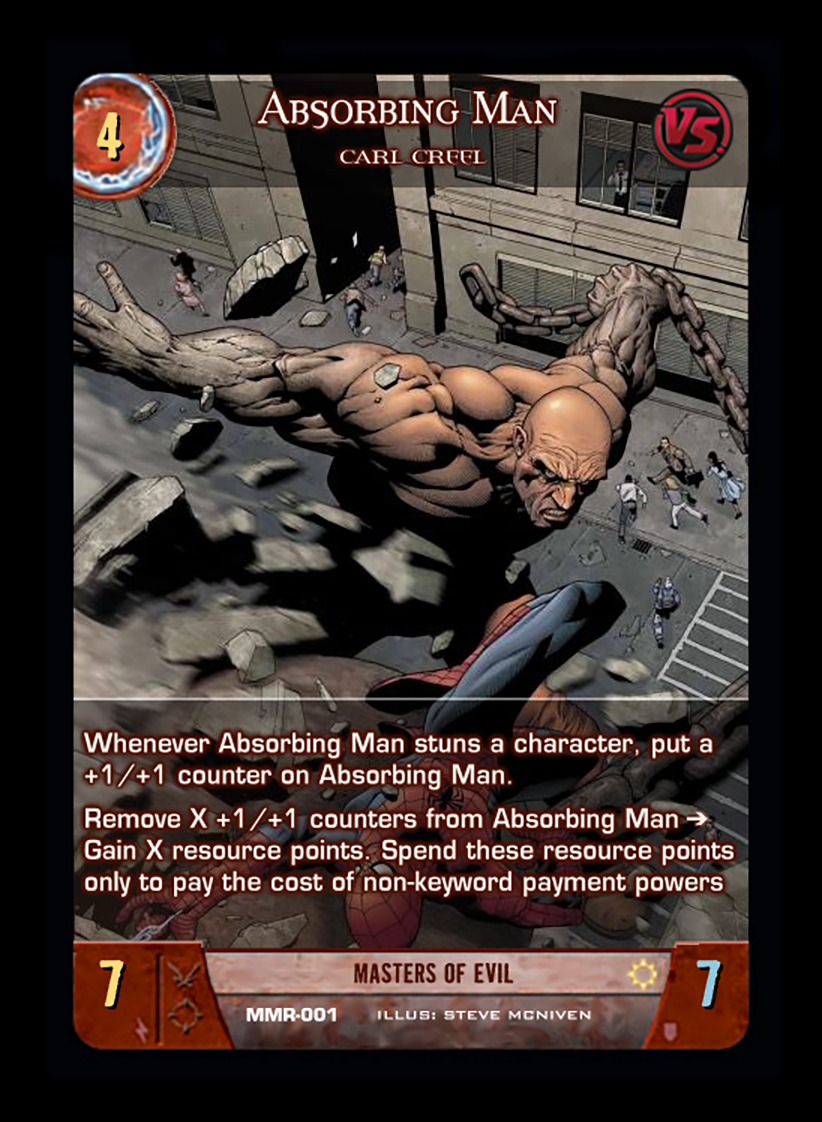 4
Absorbing Man
VS.
Carl Creel
Whenever Absorbing Man stuns a character, put a
+1/+1 counter on Absorbing Man.
Remove X +1/+1 counters from Absorbing Man →
Gain X resource points. Spend these resource points
only to pay the cost of non-keyword payment powers
7
MASTERS OF EVIL
7
MMR-001 ILLUS: STEVE MCNIVEN